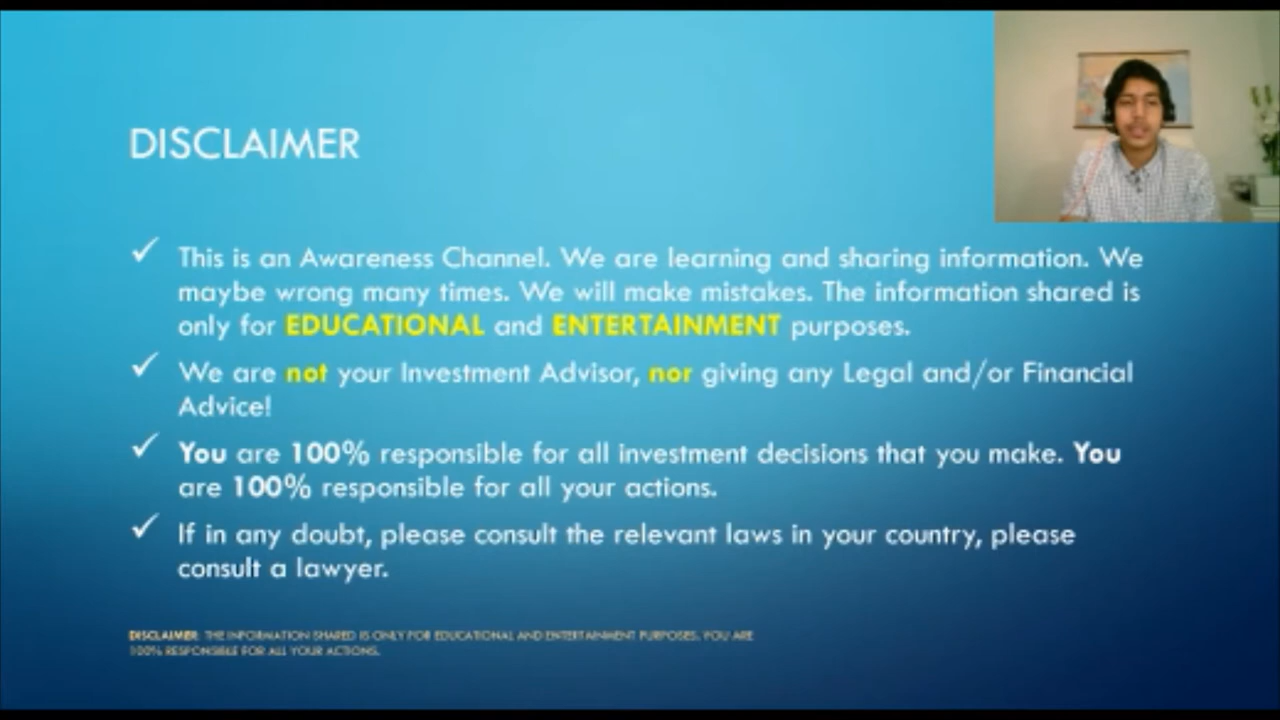 DISCLAIMER
This is an Awareness Channel. We are learning and sharing information. We
maybe wrong many times. We will make mistakes. The information shared is
only for EDUCATIONAL and ENTERTAINMENT purposes.
We are not your Investment Advisor, nor giving any Legal and/or Financial
Advice!
You are 100% responsible for all investment decisions that you make. You
are 100% responsible for all your actions.
If in any doubt, please consult the relevant laws in your country, please
consult a lawyer.
DISCLAIMER: THE INFORMATION SHARED IS ONLY FOR EDUCATIONAL AND ENTERTAINMENT PURPOSES. YOU ARE
100% RESPONSIBLE FOR ALL YOUR ACTIONS.